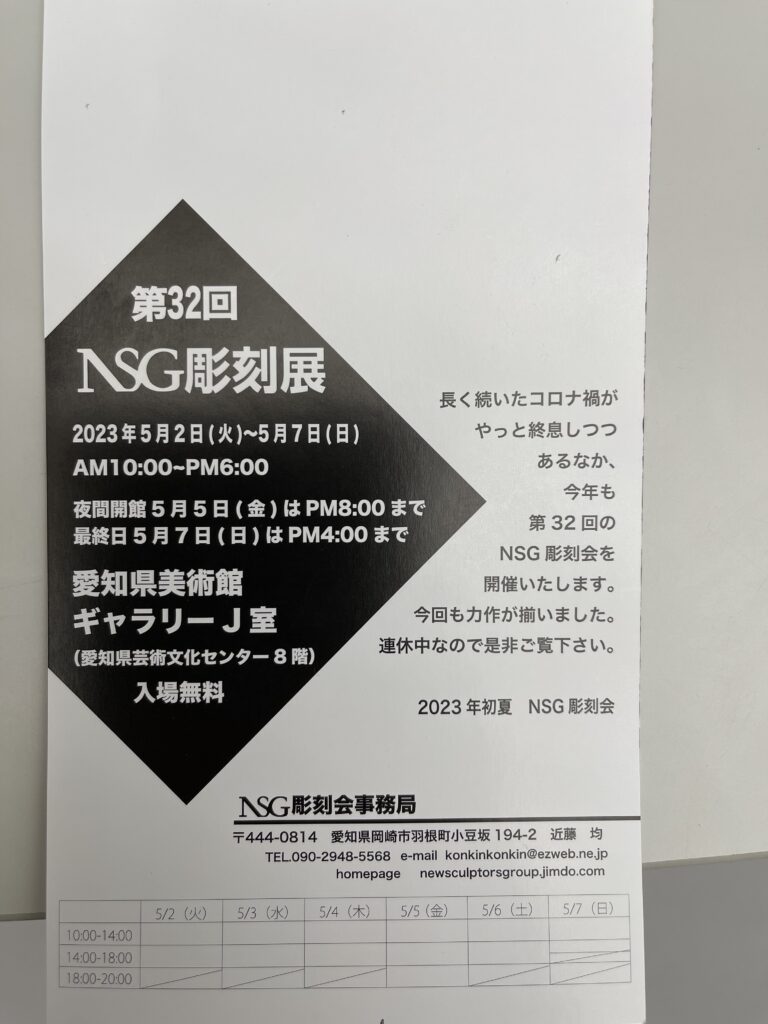 第32回
NSG彫刻展
2023年5月2日(火)~5月7日(日)
AM10:00~PM6:00
夜間開館5月5日(金)はPM8:00まで
最終日5月7日(日)はPM4:00まで
愛知県美術館
ギャラリーJ室
(愛知県芸術文化センター8階)
入場無料
長く続いたコロナ禍が
やっと終息しつつ
あるなか、
今年も
第32回の
NSG彫刻会を
開催いたします。
今回も力作が揃いました。
連休中なので是非ご覧下さい。
2023年初夏　NSG彫刻会
NSG彫刻会事務局
〒444-0814　愛知県岡崎市羽根町小豆坂194-2　近藤　均
TEL.090-2948-5568　e-mail　konkinkonkin@ezweb.ne.jp
homepage　newsculptorsgroup.jimdo.com
5/2（火）　5/3（水）　5/4（木）　5/5（金）　5/6（土）　5/7（日）
10:00-14:00
14:00-18:00
18:00-20:00